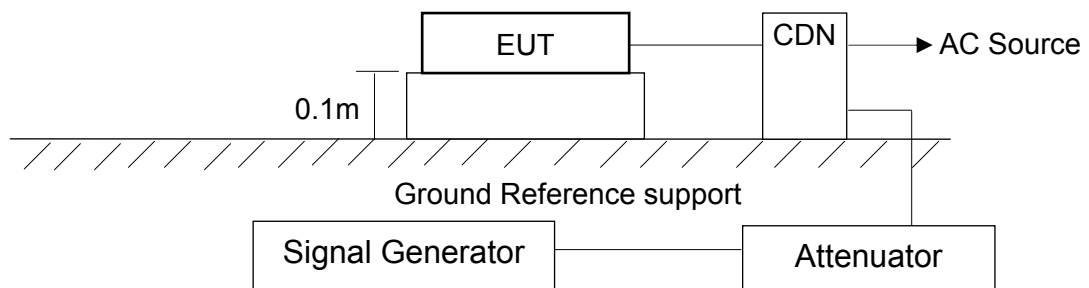 EUT
CDN
AC Source
0.1m
Ground Reference support
Signal Generator
Attenuator